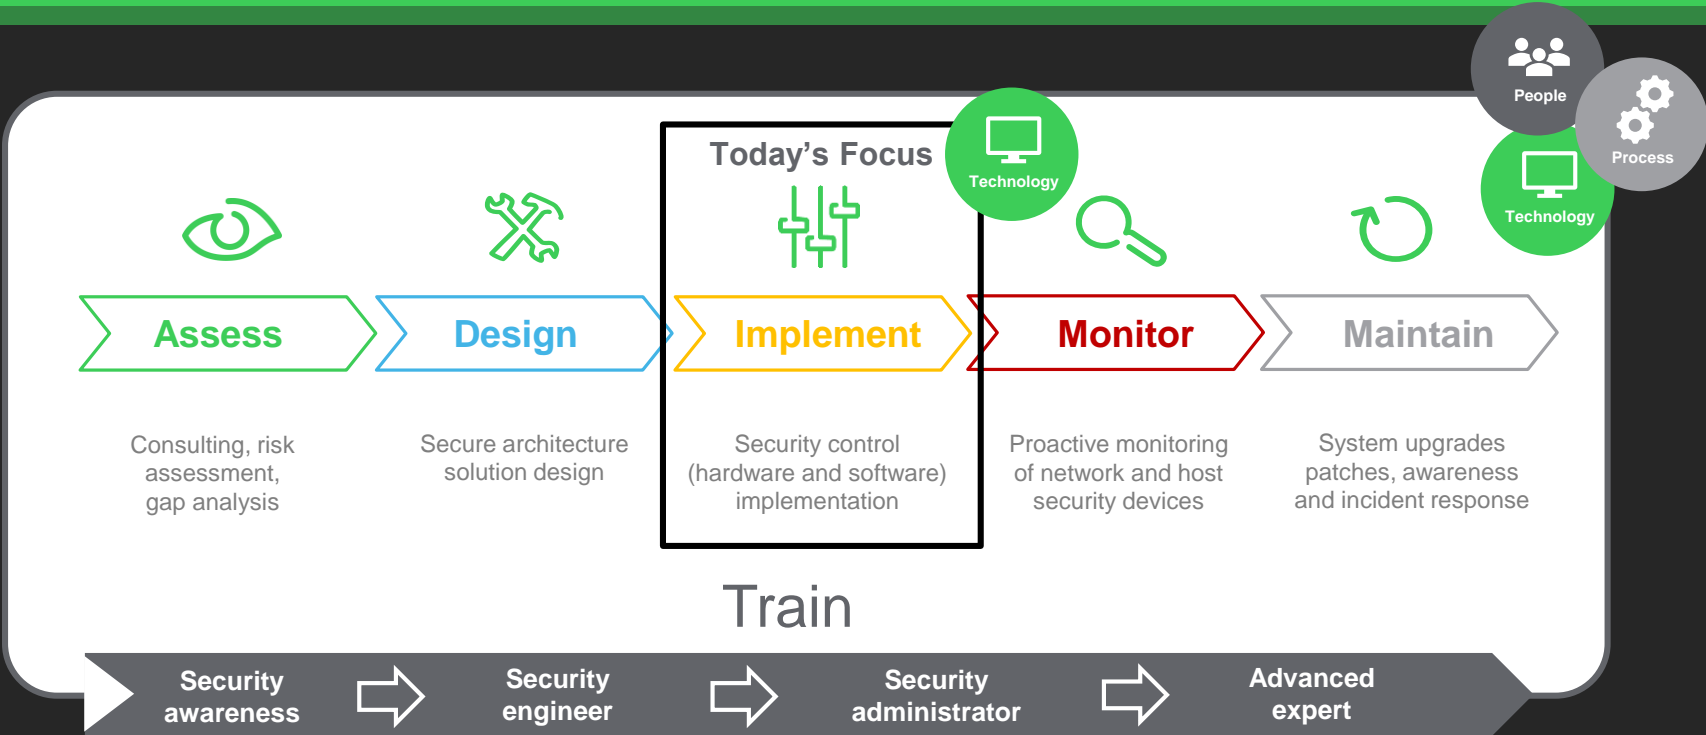 People
Process
Technology
Today's Focus
Technology
Assess
Design
Implement
Monitor
Maintain
Consulting, risk
assessment,
gap analysis
Secure architecture
solution design
Security control
(hardware and software)
implementation
Proactive monitoring
of network and host
security devices
System upgrades
patches, awareness
and incident response
Train
Security
awareness
Security
engineer
Security
administrator
Advanced
expert